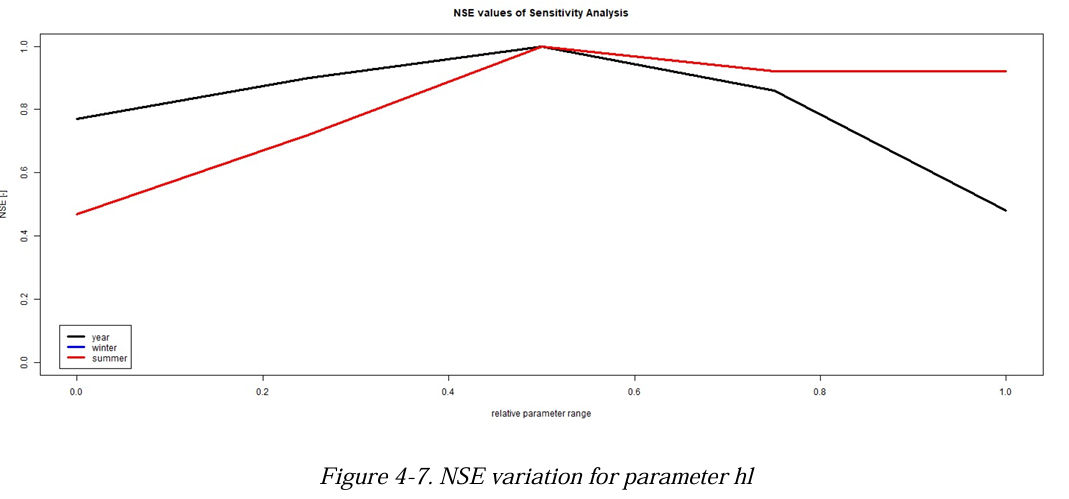 NSE values of Sensitivity Analysis
1.0
0.8
0.6
0.4
0.2
0.0
NSE [-]
year
winter
summer
0.0 0.2 0.4 0.6 0.8 1.0
relative parameter range
Figure 4-7. NSE variation for parameter hl